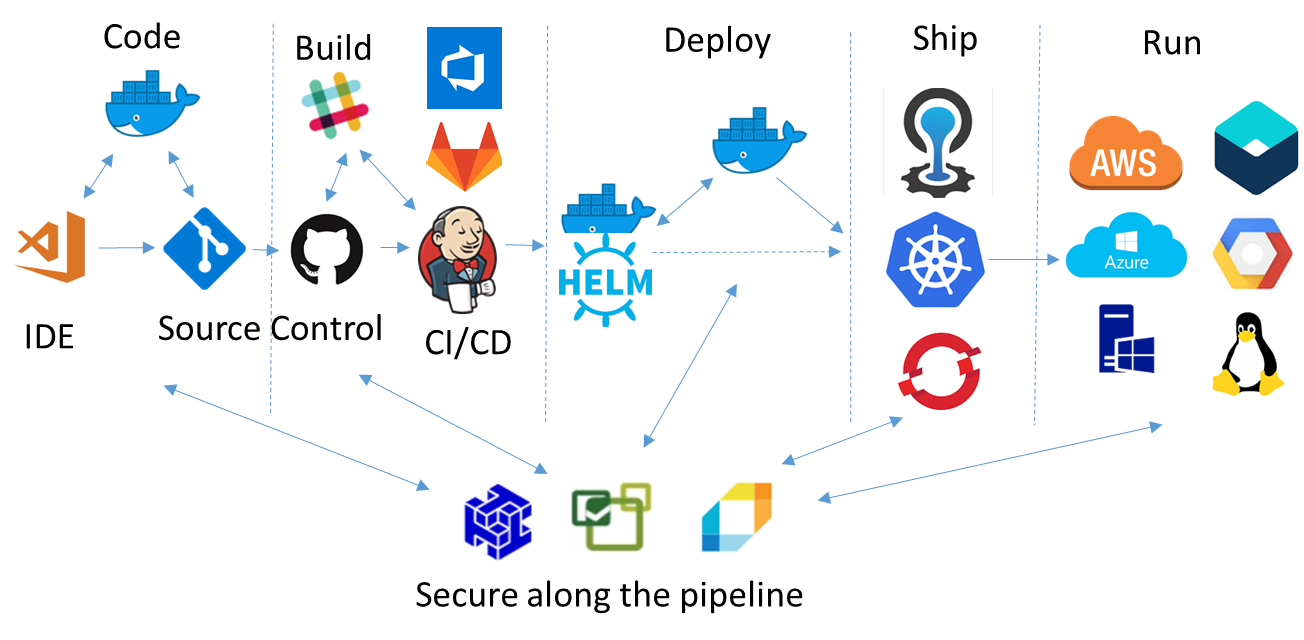 Code
Build
Deploy
Ship
Run
AWS
Azure
HELM
IDE
Source Control
CI/CD
Secure along the pipeline